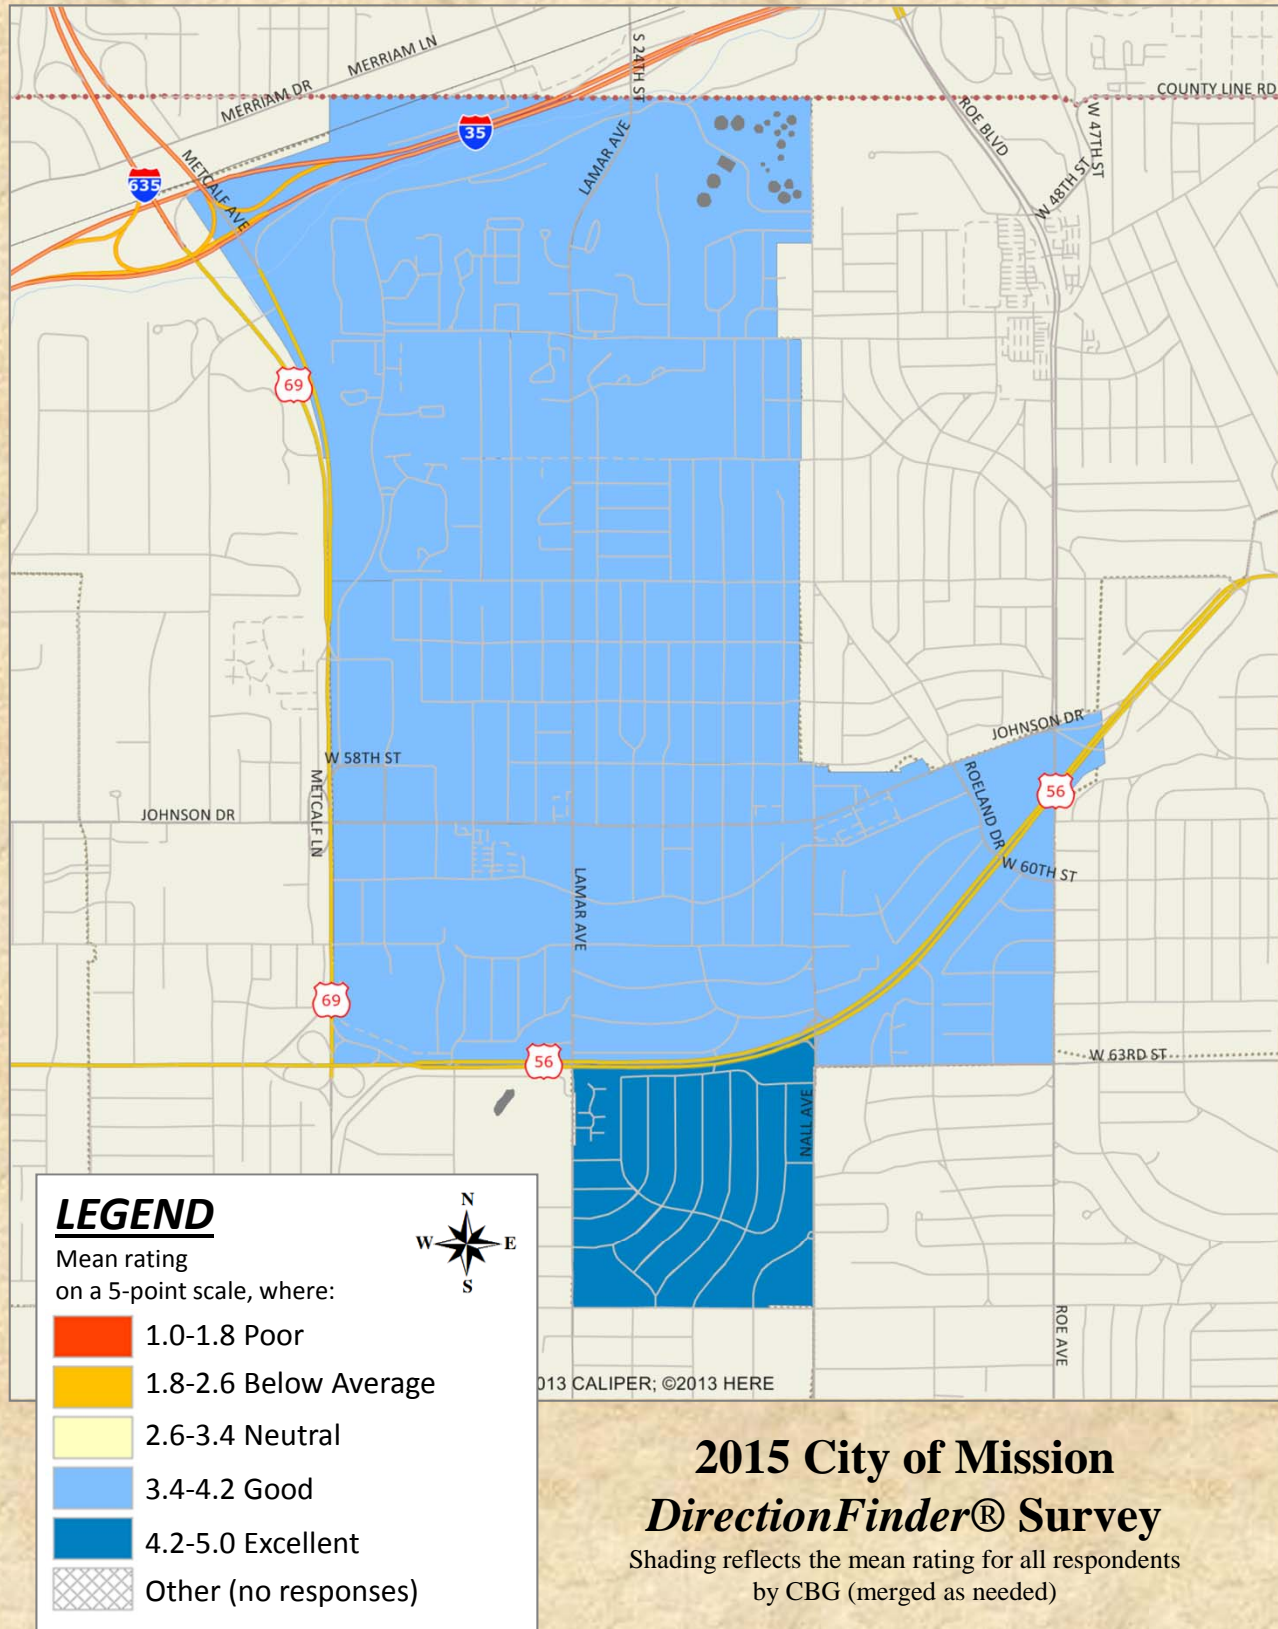 MERRIAM LN
S 24TH ST
MERRIAM DR
COUNTY LINE RD
35
LAMAR AVE
ROE BLVD
W 47TH ST
635
METCALF AVE
W 48TH ST
69
JOHNSON DR
W 58TH ST
ROELAND DR
56
METCALF LN
JOHNSON DR
W 60TH ST
LAMAR AVE
69
56
W 63RD ST
NALL AVE
ROE AVE
013 CALIPER; ©2013 HERE
LEGEND
N
W E
S
Mean rating
on a 5-point scale, where:
1.0-1.8 Poor
1.8-2.6 Below Average
2.6-3.4 Neutral
3.4-4.2 Good
4.2-5.0 Excellent
Other (no responses)
2015 City of Mission
DirectionFinder® Survey
Shading reflects the mean rating for all respondents
by CBG (merged as needed)